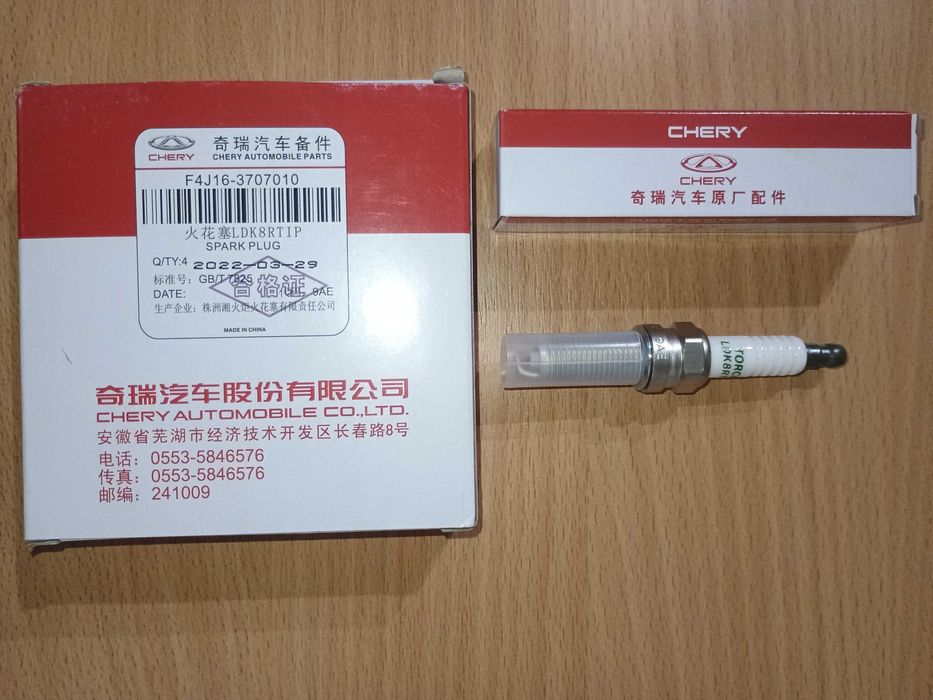 CHERY
奇瑞汽车备件
CHERY AUTOMOBILE PARTS
F4J16-3707010
火花塞LDK8RTIP
SPARK PLUG
Q/TY:4 2022-03-29
标准号: GB/T 7825
合格证
DATE: 9AE
生产企业: 株洲湘火炬火花塞有限责任公司
MADE IN CHINA
奇瑞汽车股份有限公司
CHERY AUTOMOBILE CO.,LTD.
安徽省芜湖市经济技术开发区长春路8号
电话: 0553-5846576
传真: 0553-5846576
邮编: 241009
CHERY
CHERY
奇瑞汽车原厂配件
9AE
TORC
LDK8R